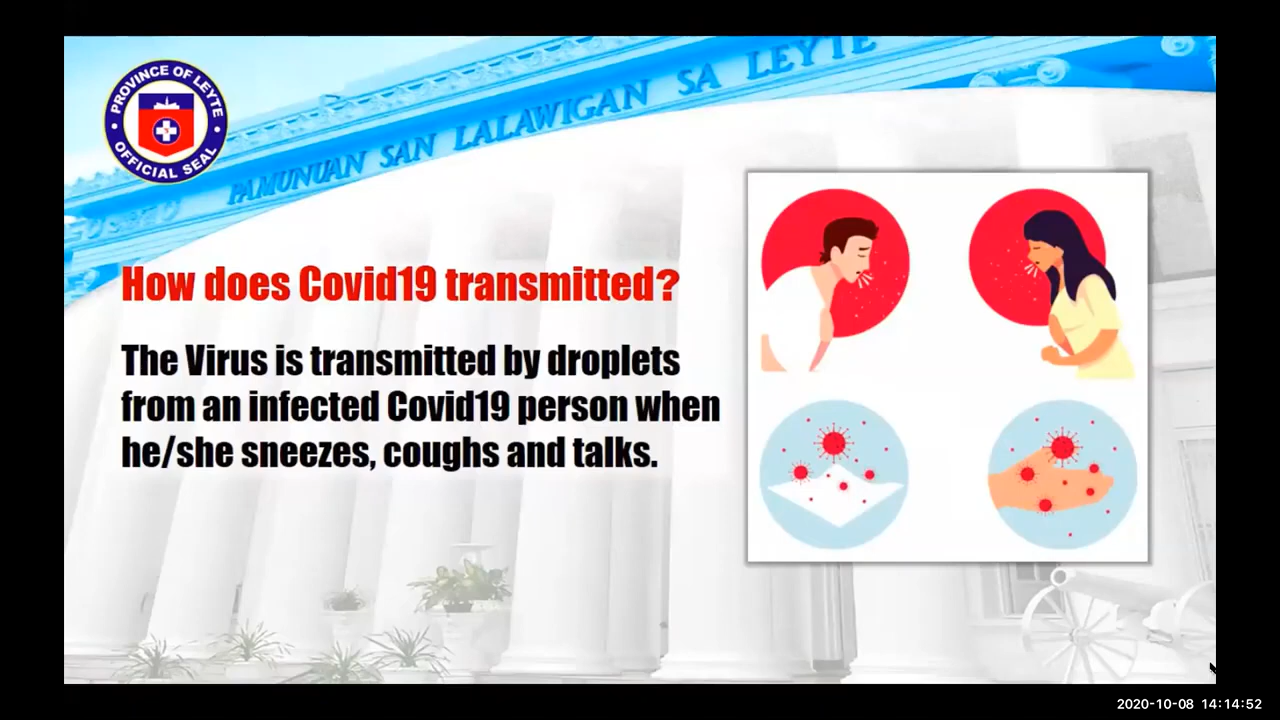 PROVINCE OF LEYTE
OFFICIAL SEAL
PAMUNUAN SAN LALAWIGAN SA LEYTE
How does Covid19 transmitted?
The Virus is transmitted by droplets
from an infected Covid19 person when
he/she sneezes, coughs and talks.
2020-10-08 14:14:52